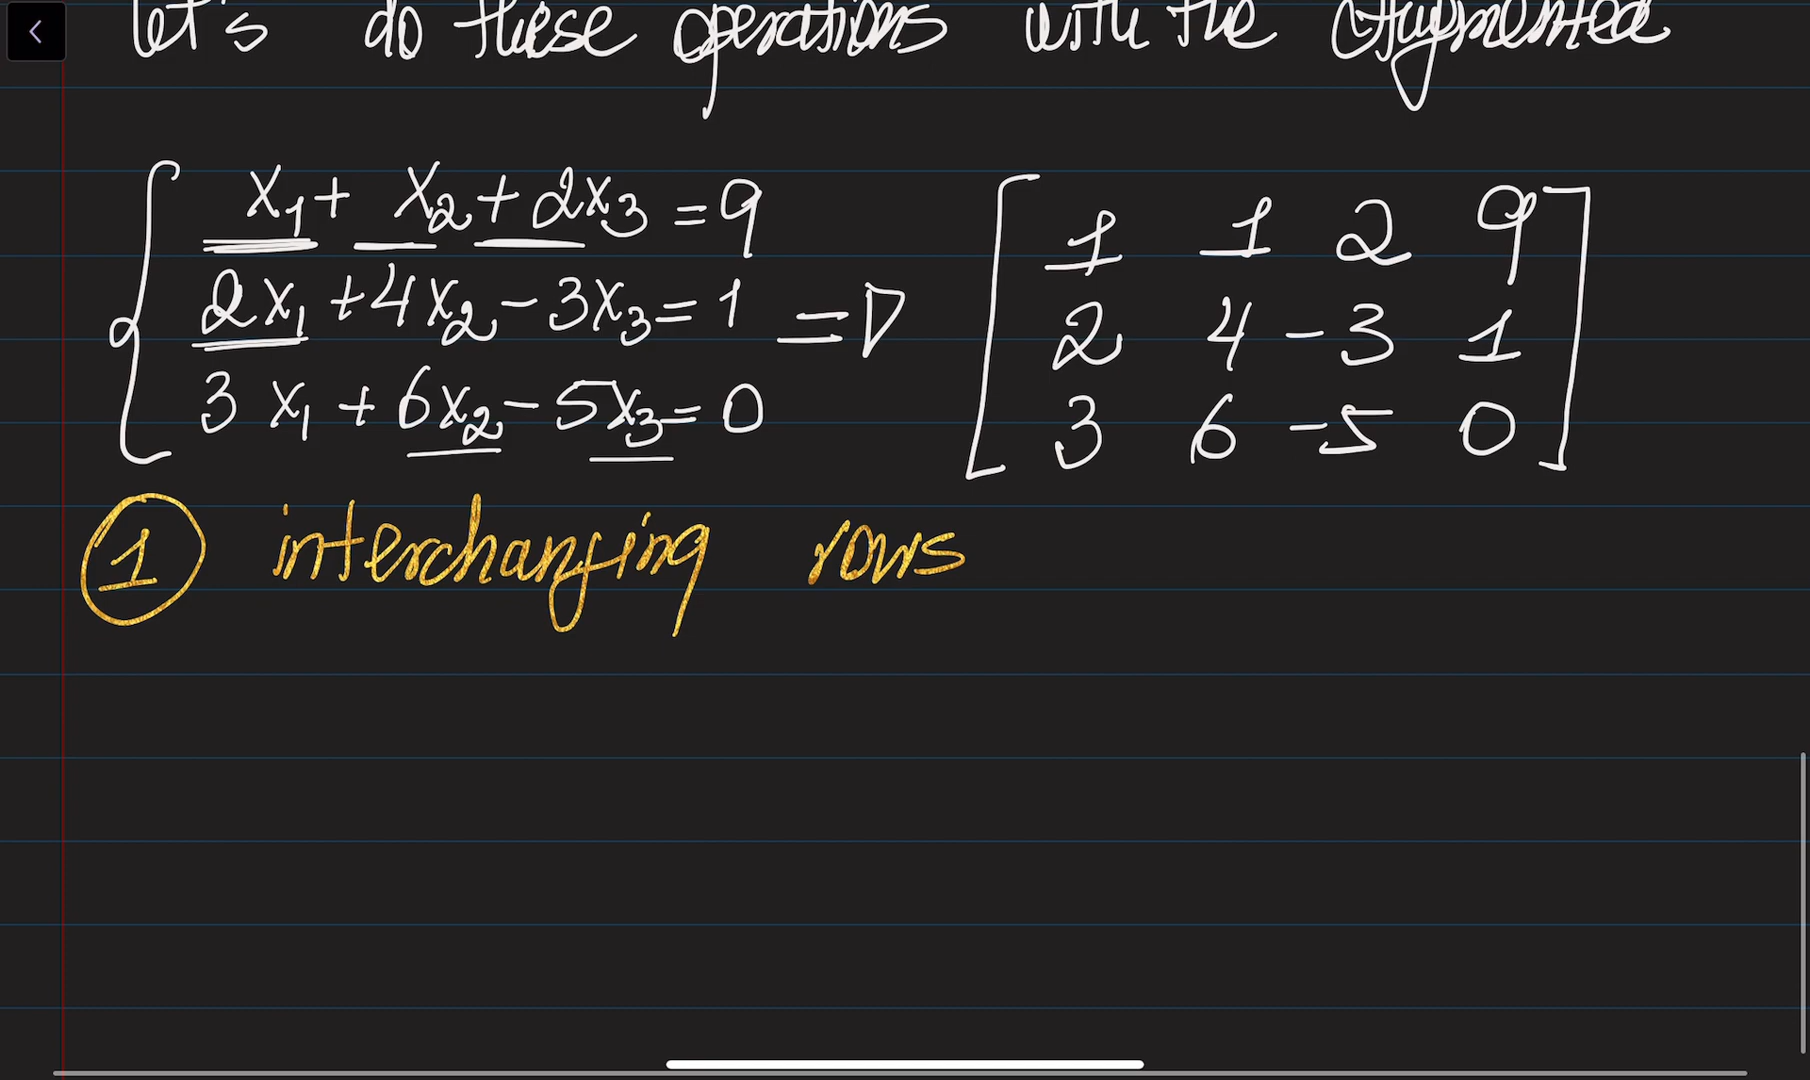 let's do these operations with the augmented
x₁ + x₂ + 2x₃ = 9
2x₁ + 4x₂ - 3x₃ = 1
3x₁ + 6x₂ - 5x₃ = 0
=>
1 1 2 9
2 4 -3 1
3 6 -5 0
1 interchanging rows